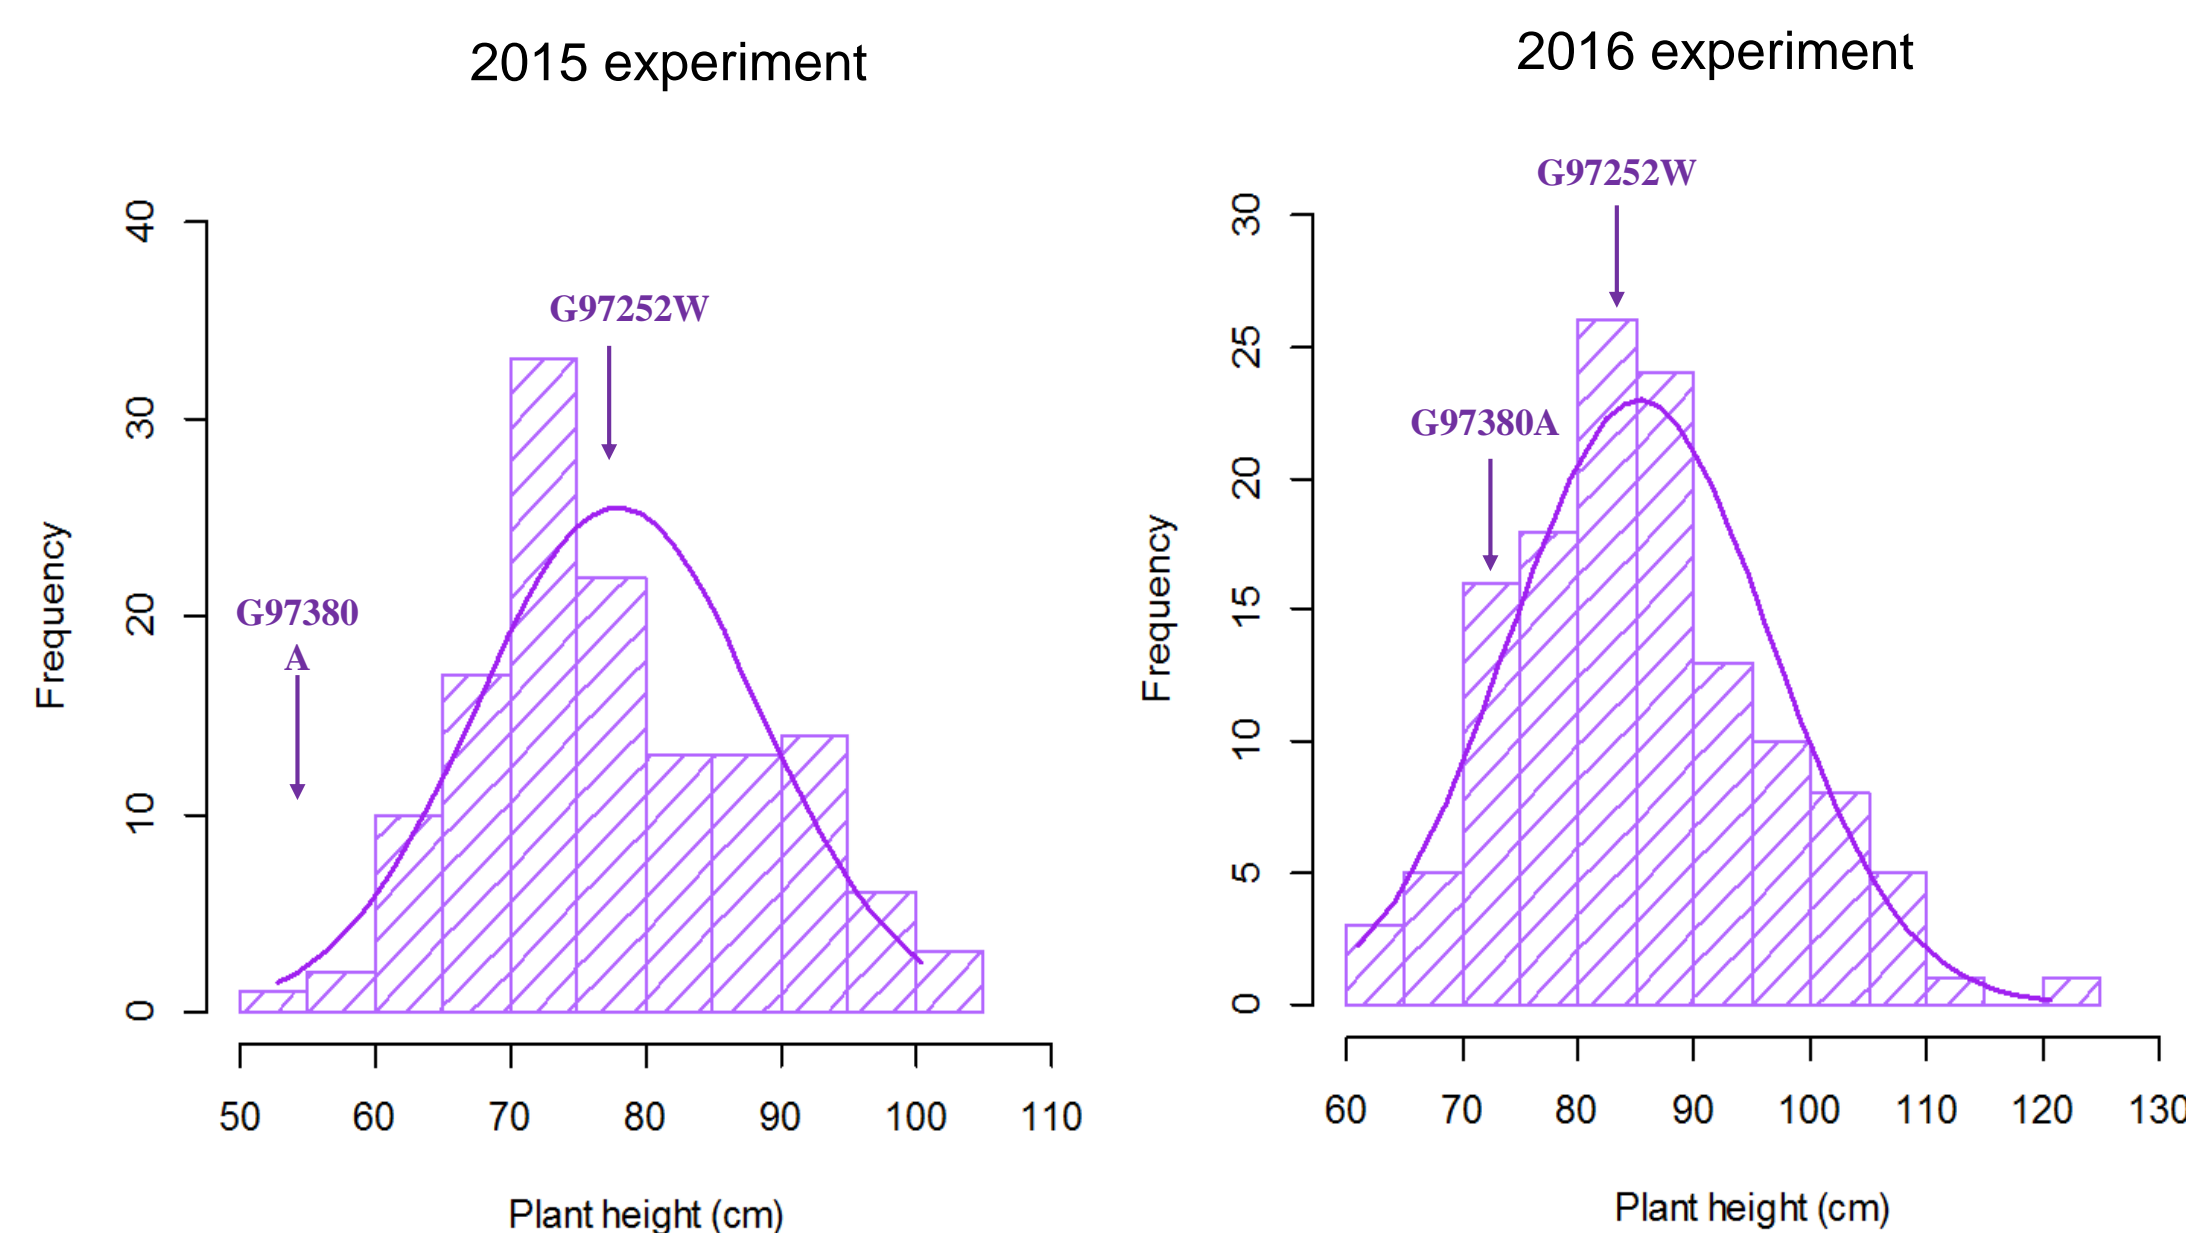 2015 experiment
G97252W
G97380
A
40
30
20
10
0
Frequency
50 60 70 80 90 100 110
Plant height (cm)
2016 experiment
G97252W
G97380A
30
25
20
15
10
5
0
Frequency
60 70 80 90 100 110 120 130
Plant height (cm)